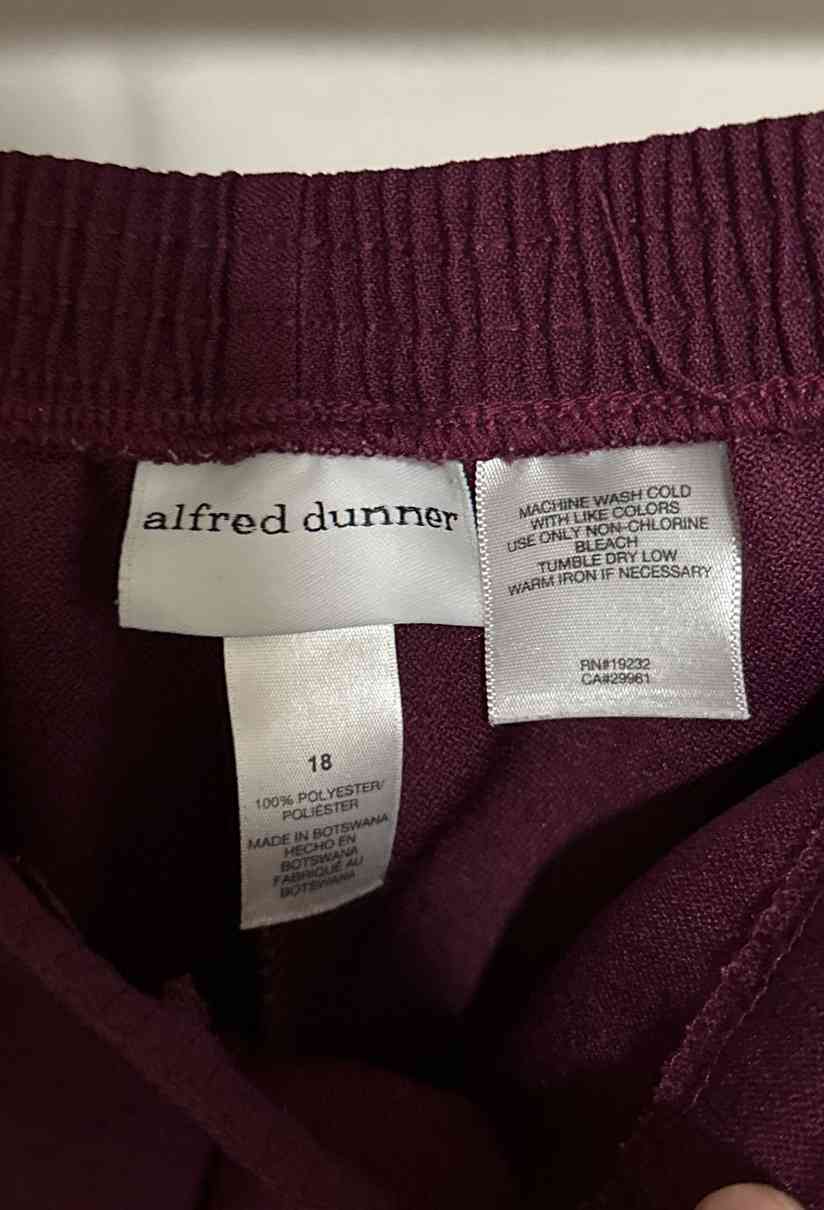 alfred dunner
MACHINE WASH COLD
WITH LIKE COLORS
USE ONLY NON-CHLORINE
BLEACH
TUMBLE DRY LOW
WARM IRON IF NECESSARY
RN#19232
CA#29961
18
100% POLYESTER/
POLIÉSTER
MADE IN BOTSWANA
HECHO EN
BOTSWANA
FABRIQUÉ AU
BOTSWANA